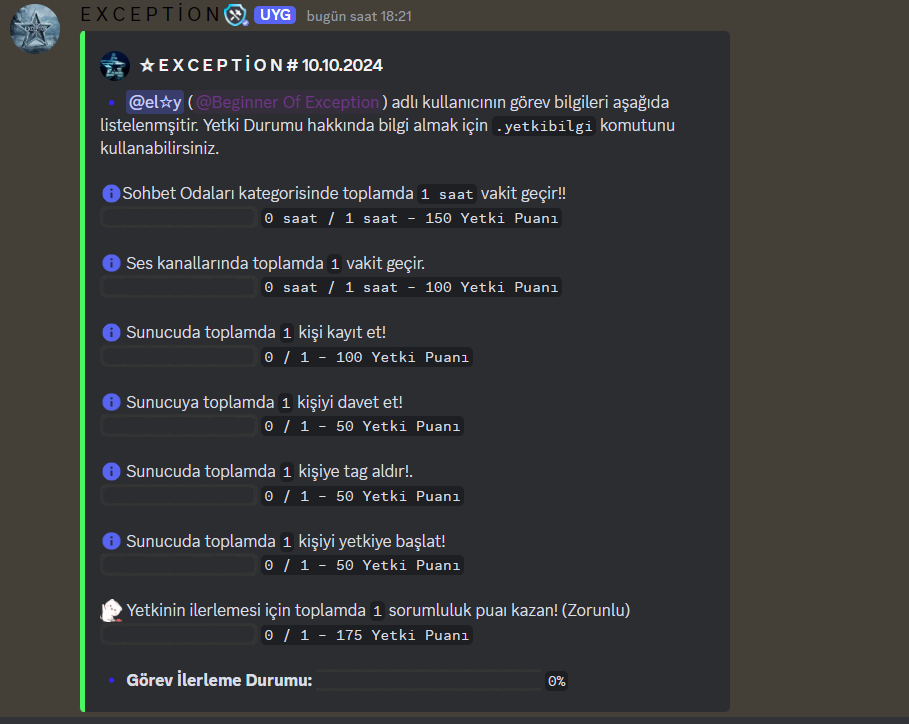 E X C E P T İ O N UYG bugün saat 18:21
☆ E X C E P T İ O N # 10.10.2024
• @el☆y ( @Beginner Of Exception ) adlı kullanıcının görev bilgileri aşağıda
listelenmşitir. Yetki Durumu hakkında bilgi almak için .yetkibilgi komutunu
kullanabilirsiniz.
Sohbet Odaları kategorisinde toplamda 1 saat vakit geçir!!
0 saat / 1 saat - 150 Yetki Puanı
Ses kanallarında toplamda 1 vakit geçir.
0 saat / 1 saat - 100 Yetki Puanı
Sunucuda toplamda 1 kişi kayıt et!
0 / 1 - 100 Yetki Puanı
Sunucuya toplamda 1 kişiyi davet et!
0 / 1 - 50 Yetki Puanı
Sunucuda toplamda 1 kişiye tag aldır!.
0 / 1 - 50 Yetki Puanı
Sunucuda toplamda 1 kişiyi yetkiye başlat!
0 / 1 - 50 Yetki Puanı
Yetkinin ilerlemesi için toplamda 1 sorumluluk puaı kazan! (Zorunlu)
0 / 1 - 175 Yetki Puanı
• Görev İlerleme Durumu: 0%